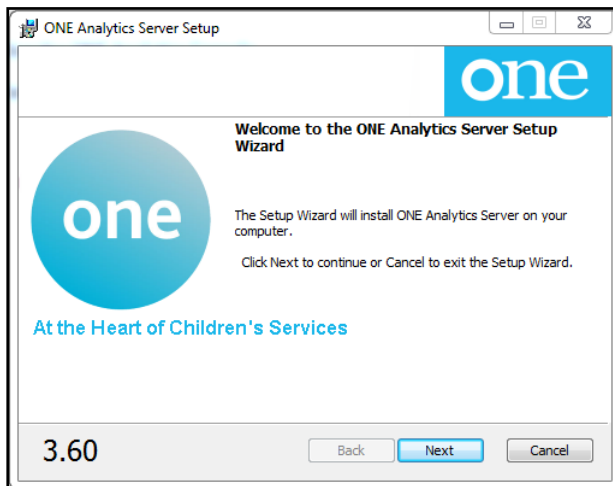 ONE Analytics Server Setup
one
Welcome to the ONE Analytics Server Setup
Wizard
one
The Setup Wizard will install ONE Analytics Server on your
computer.
Click Next to continue or Cancel to exit the Setup Wizard.
At the Heart of Children's Services
3.60
Back
Next
Cancel